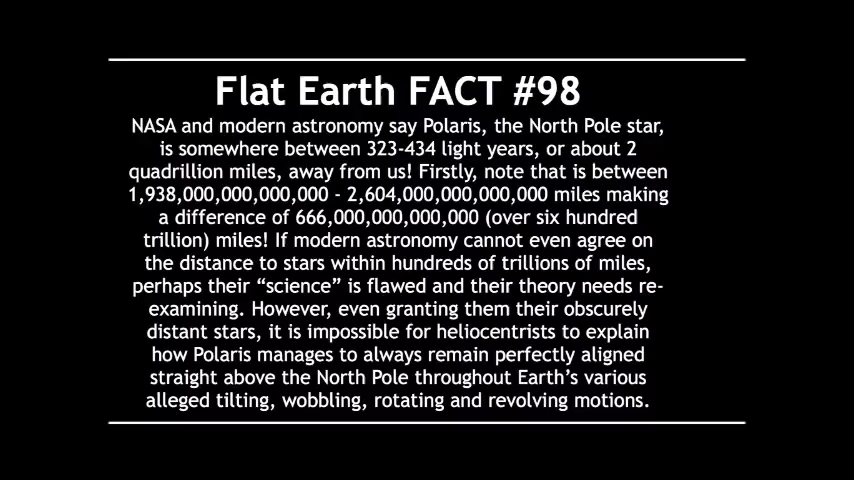 Flat Earth FACT #98
NASA and modern astronomy say Polaris, the North Pole star,
is somewhere between 323-434 light years, or about 2
quadrillion miles, away from us! Firstly, note that is between
1,938,000,000,000,000 - 2,604,000,000,000,000 miles making
a difference of 666,000,000,000,000 (over six hundred
trillion) miles! If modern astronomy cannot even agree on
the distance to stars within hundreds of trillions of miles,
perhaps their “science” is flawed and their theory needs re-
examining. However, even granting them their obscurely
distant stars, it is impossible for heliocentrists to explain
how Polaris manages to always remain perfectly aligned
straight above the North Pole throughout Earth’s various
alleged tilting, wobbling, rotating and revolving motions.